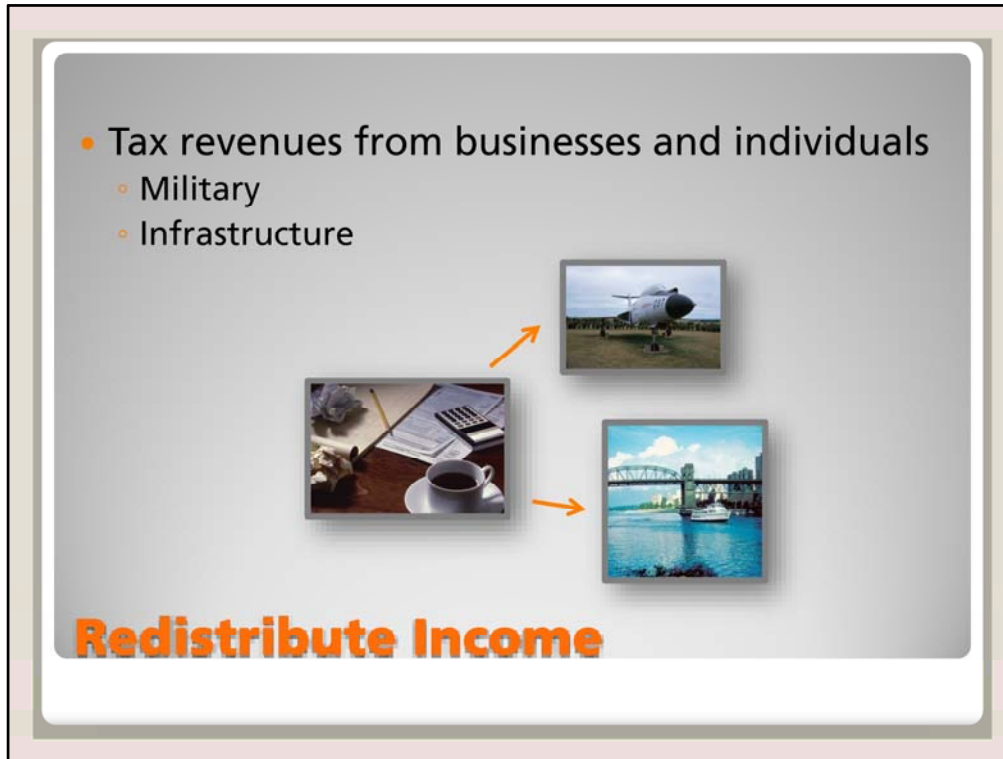 Tax revenues from businesses and individuals
Military
Infrastructure
Redistribute Income